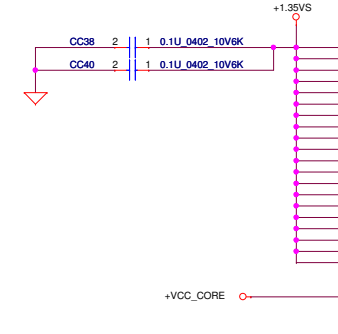 +1.35VS
CC38 2 1 0.1U_0402_10V6K
CC40 2 1 0.1U_0402_10V6K
+VCC_CORE